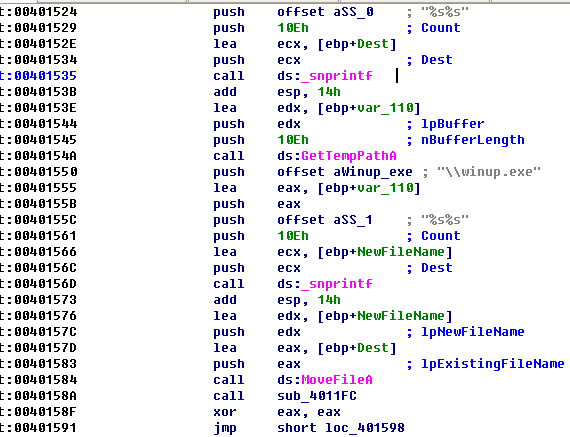 t:00401524 push offset aSS_0 ; "%s%s"
t:00401529 push 10Eh ; Count
t:0040152E lea ecx, [ebp+Dest]
t:00401534 push ecx ; Dest
t:00401535 call ds:_snprintf
t:0040153B add esp, 14h
t:0040153E lea edx, [ebp+var_110]
t:00401544 push edx ; lpBuffer
t:00401545 push 10Eh ; nBufferLength
t:0040154A call ds:GetTempPathA
t:00401550 push offset aWinup_exe ; "\\winup.exe"
t:00401555 lea eax, [ebp+var_110]
t:0040155B push eax
t:0040155C push offset aSS_1 ; "%s%s"
t:00401561 push 10Eh ; Count
t:00401566 lea ecx, [ebp+NewFileName]
t:0040156C push ecx ; Dest
t:0040156D call ds:_snprintf
t:00401573 add esp, 14h
t:00401576 lea edx, [ebp+NewFileName]
t:0040157C push edx ; lpNewFileName
t:0040157D lea eax, [ebp+Dest]
t:00401583 push eax ; lpExistingFileName
t:00401584 call ds:MoveFileA
t:0040158A call sub_4011FC
t:0040158F xor eax, eax
t:00401591 jmp short loc_401598